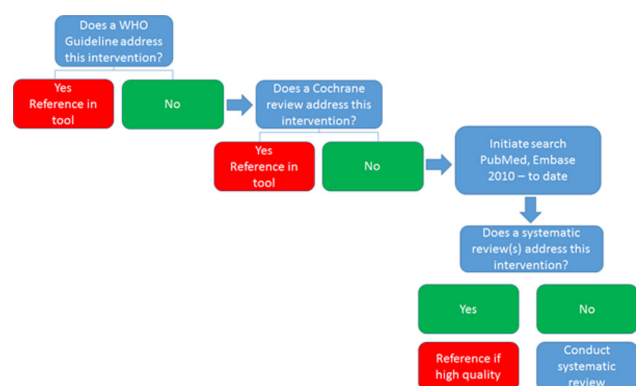 Does a WHO
Guideline address
this intervention?
Yes
Reference in
tool
No
Does a Cochrane
review address this
intervention?
Yes
Reference in
tool
No
Initiate search
PubMed, Embase
2010 – to date
Does a systematic
review(s) address this
intervention?
Yes
No
Reference if
high quality
Conduct
systematic
review